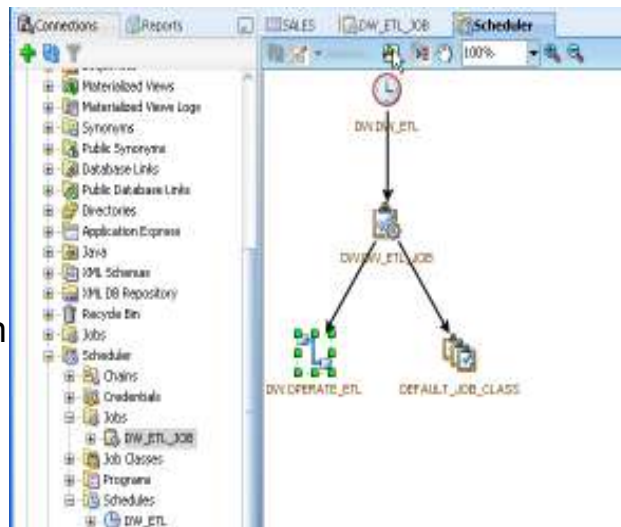 Connections
Reports
SALES
DW_ETL_JOB
Scheduler
100%
Materialized Views
Materialized Views Logs
Synonyms
Public Synonyms
Database Links
Public Database Links
Directories
Application Express
Java
XML Schemas
XML DB Repository
Recycle Bin
Jobs
Scheduler
Chains
Credentials
Jobs
DW_ETL_JOB
Job Classes
Programs
Schedules
DW_ETL
n
DW.DW_ETL
DW.DW_ETL_JOB
DW.OPERATE_ETL
DEFAULT_JOB_CLASS